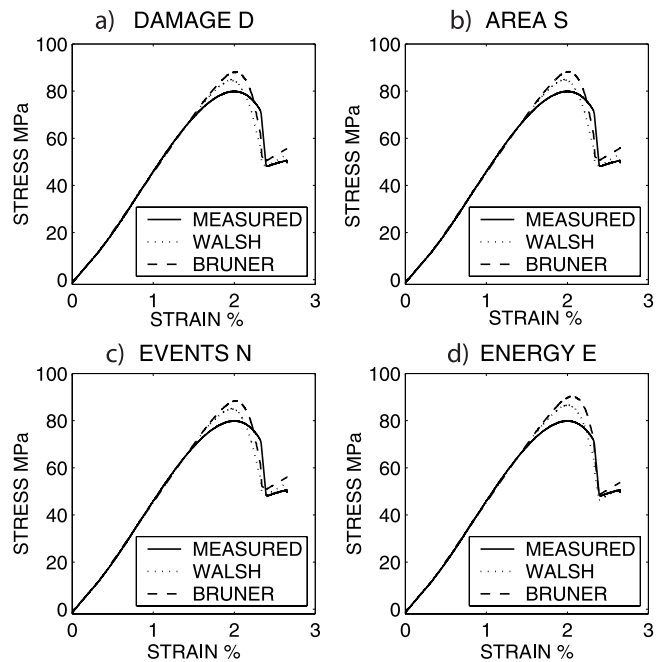 a) DAMAGE D
STRESS MPa
100
80
60
40
20
0
MEASURED
WALSH
BRUNER
0 1 2 3
STRAIN %
b) AREA S
STRESS MPa
100
80
60
40
20
0
MEASURED
WALSH
BRUNER
0 1 2 3
STRAIN %
c) EVENTS N
STRESS MPa
100
80
60
40
20
0
MEASURED
WALSH
BRUNER
0 1 2 3
STRAIN %
d) ENERGY E
STRESS MPa
100
80
60
40
20
0
MEASURED
WALSH
BRUNER
0 1 2 3
STRAIN %